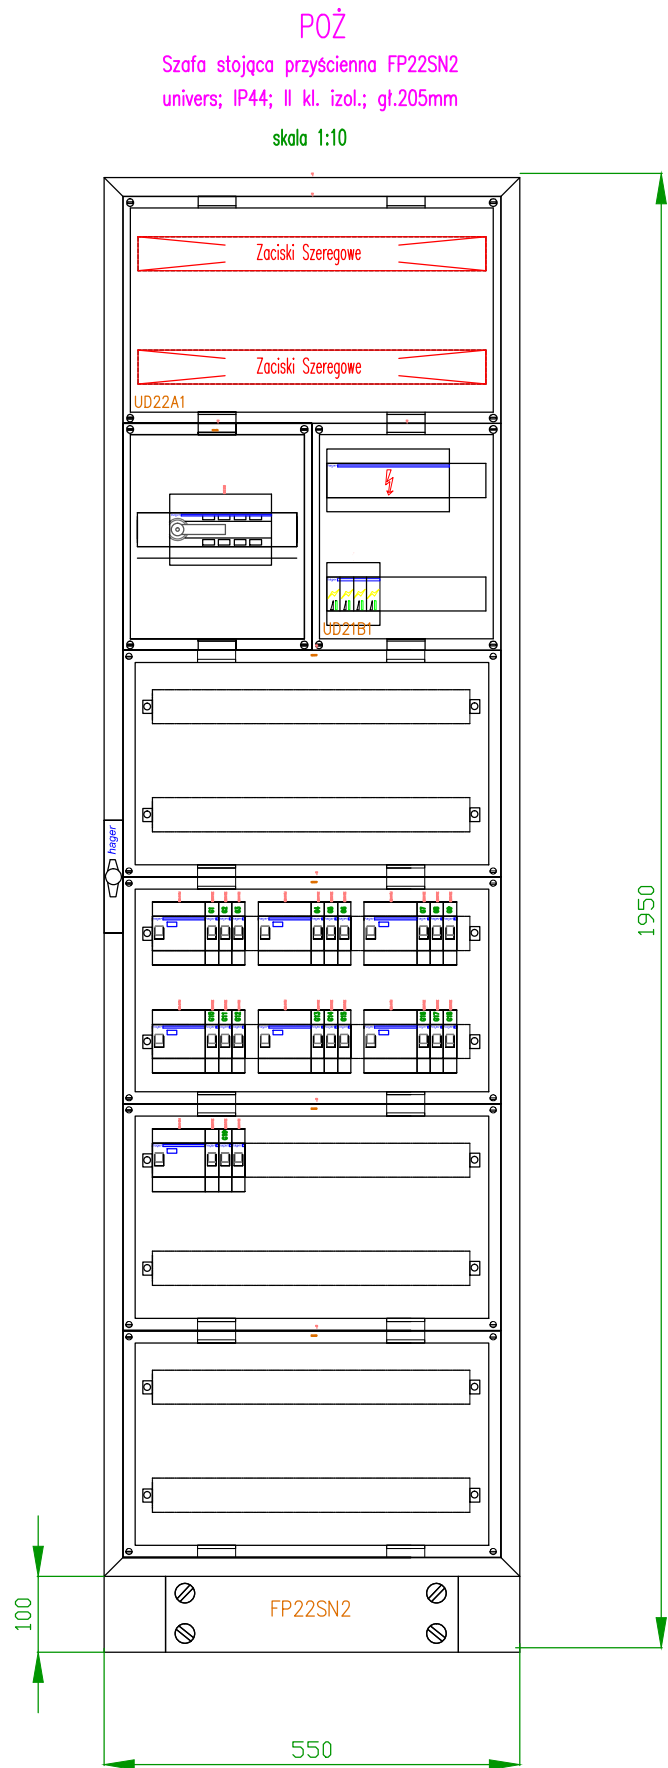 POŻ
Szafa stojąca przyścienna FP22SN2
univers; IP44; II kl. izol.; gł.205mm
skala 1:10
Zaciski Szeregowe
Zaciski Szeregowe
UD22A1
UD21B1
hager
1950
100
FP22SN2
550